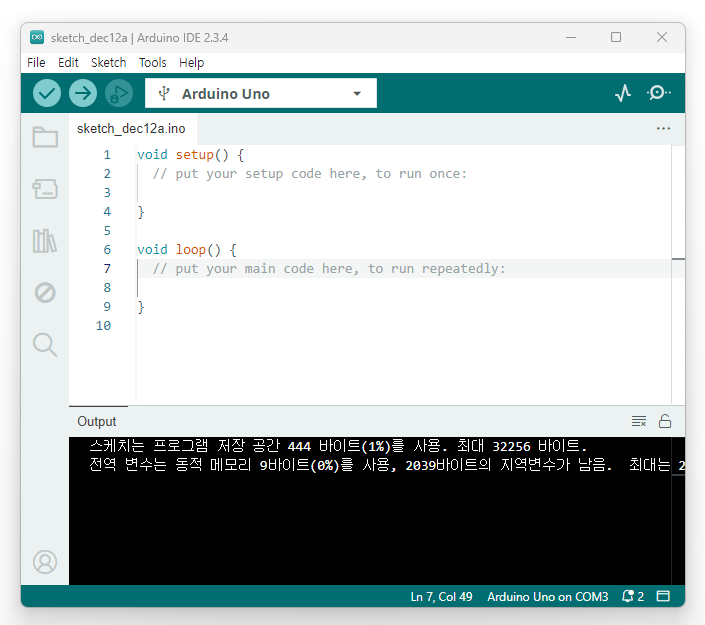 sketch_dec12a | Arduino IDE 2.3.4
File Edit Sketch Tools Help
Arduino Uno
sketch_dec12a.ino
1 void setup() {
2 // put your setup code here, to run once:
3
4 }
5
6 void loop() {
7 // put your main code here, to run repeatedly:
8
9 }
10
Output
스케치는 프로그램 저장 공간 444 바이트(1%)를 사용. 최대 32256 바이트.
전역 변수는 동적 메모리 9바이트(0%)를 사용, 2039바이트의 지역변수가 남음. 최대는 2
Ln 7, Col 49 Arduino Uno on COM3 2